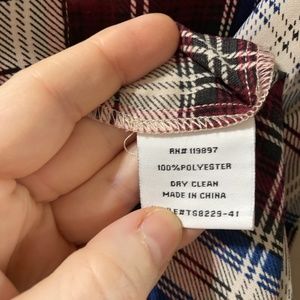 RN# 119897
100%POLYESTER
DRY CLEAN
MADE IN CHINA
E#TS8229-41